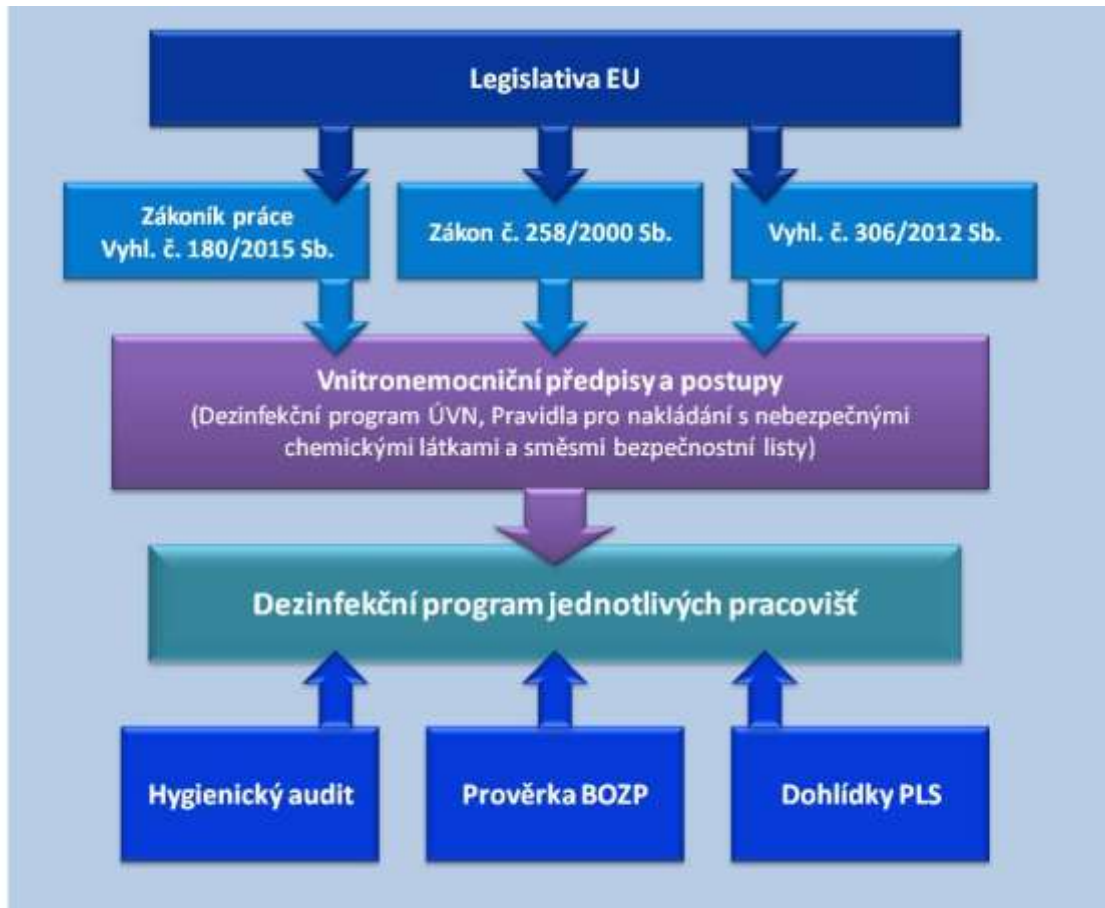 Legislativa EU
Zákoník práce
Vyhl. č. 180/2015 Sb.
Zákon č. 258/2000 Sb.
Vyhl. č. 306/2012 Sb.
Vnitronemocniční předpisy a postupy
(Dezinfekční program ÚVN, Pravidla pro nakládání s nebezpečnými
chemickými látkami a směsmi bezpečnostní listy)
Dezinfekční program jednotlivých pracovišť
Hygienický audit
Prověrka BOZP
Dohlídky PLS